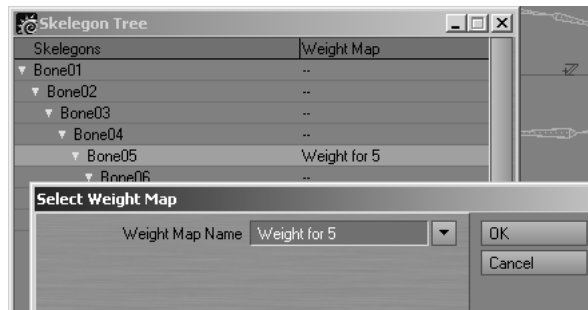 Skelegon Tree
Skelegons Weight Map
Bone01 --
Bone02 --
Bone03 --
Bone04 --
Bone05 Weight for 5
Bone06 --
Select Weight Map
Weight Map Name Weight for 5
OK
Cancel